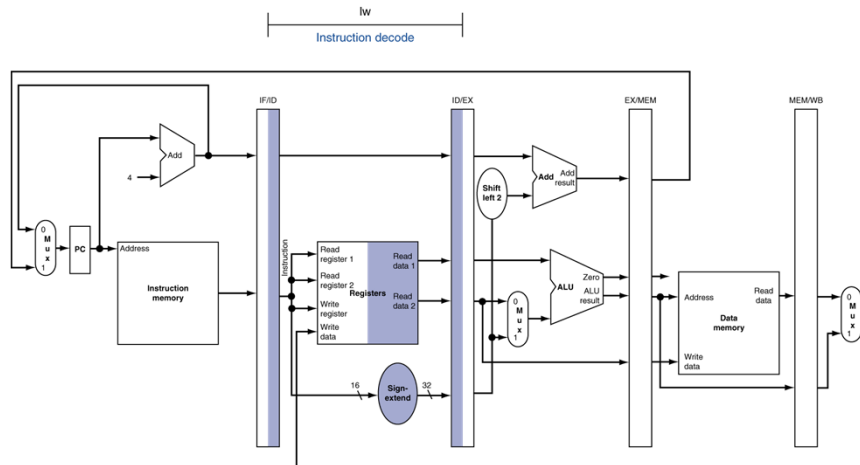 lw
Instruction decode
IF/ID
ID/EX
EX/MEM
MEM/WB
Add
4
Shift
left 2
Add
Add
result
0
M
u
x
1
PC
Address
Instruction
memory
Instruction
Read
register 1
Read
register 2
Write
register
Write
data
Registers
Read
data 1
Read
data 2
0
M
u
x
1
ALU
Zero
ALU
result
Address
Read
data
Data
memory
Write
data
0
M
u
x
1
16
Sign-
extend
32